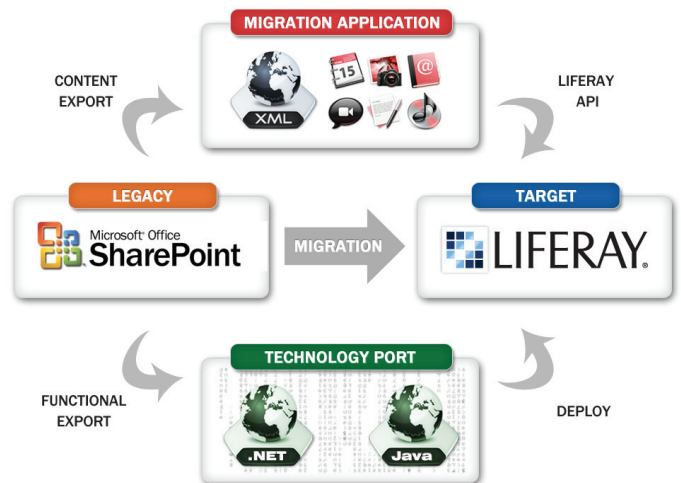 MIGRATION APPLICATION
CONTENT
EXPORT
15
@
XML
LIFERAY
API
LEGACY
Microsoft Office
SharePoint
MIGRATION
TARGET
LIFERAY.
TECHNOLOGY PORT
FUNCTIONAL
EXPORT
.NET
Java
DEPLOY